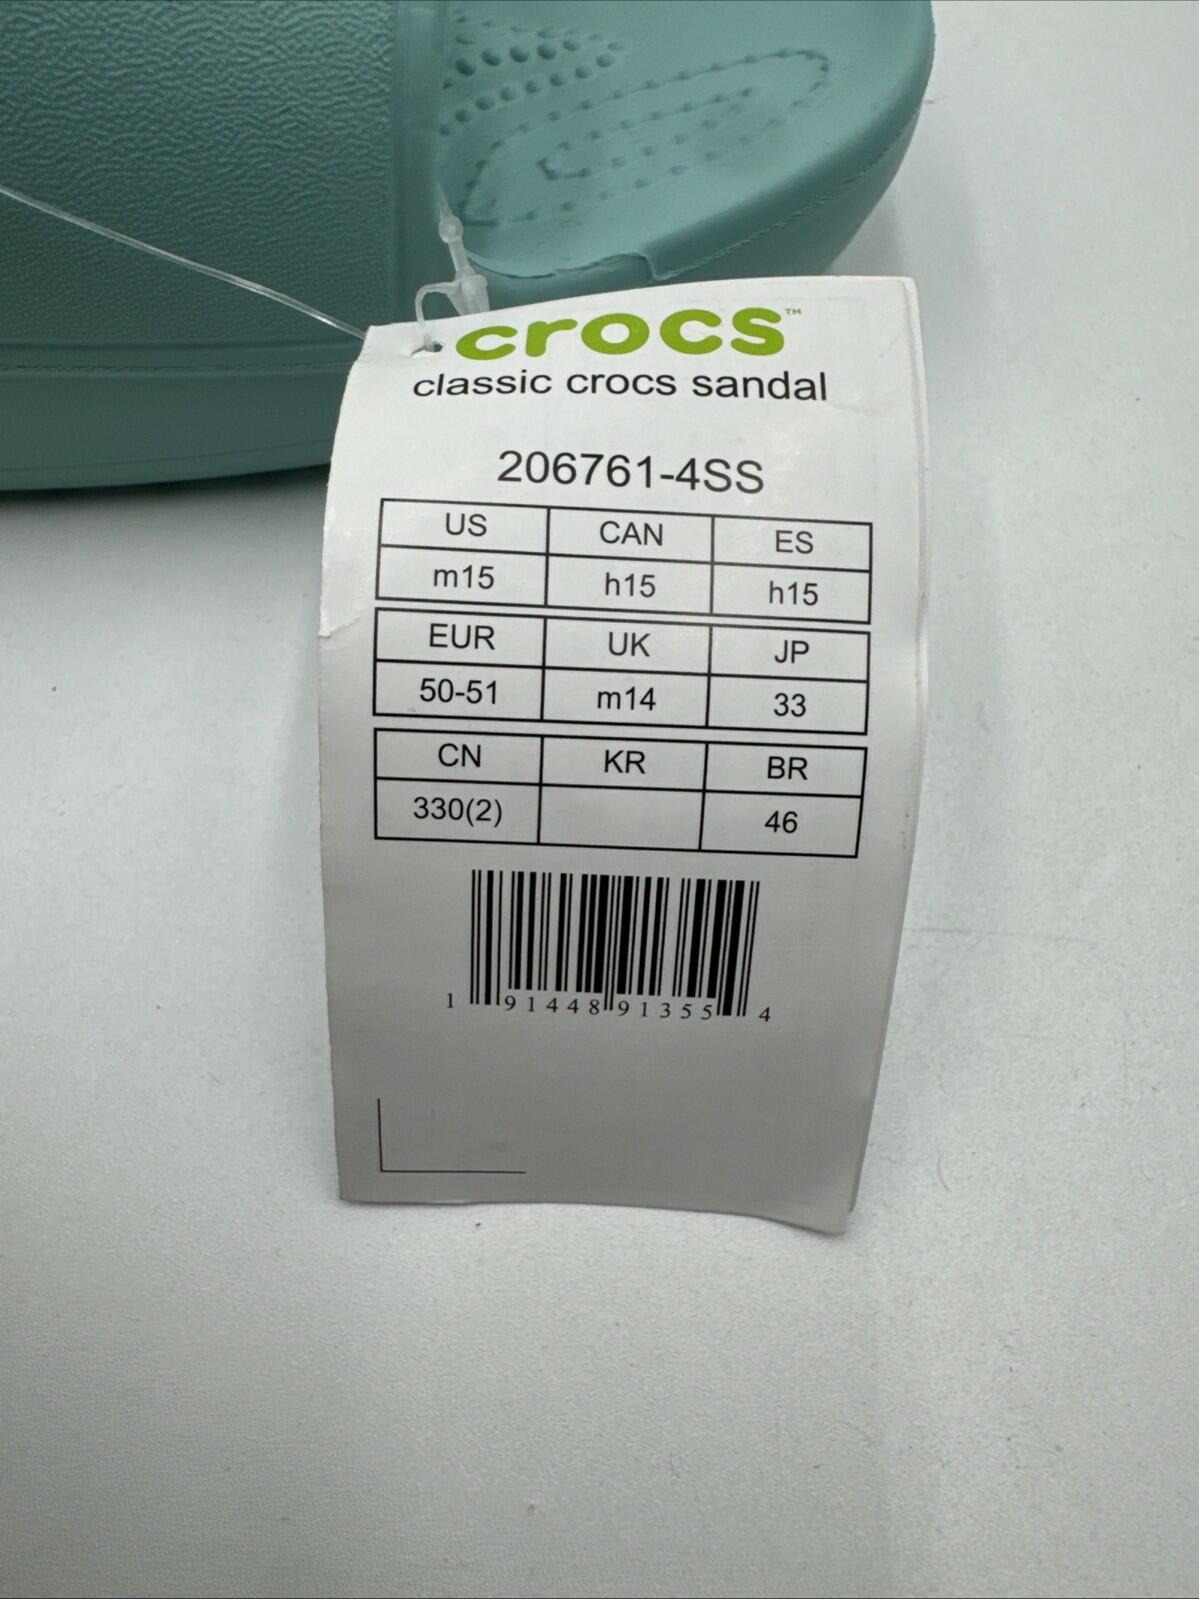 crocs™
classic crocs sandal
206761-4SS
US CAN ES
m15 h15 h15
EUR UK JP
50-51 m14 33
CN KR BR
330(2) 46
1 91448 91355 4